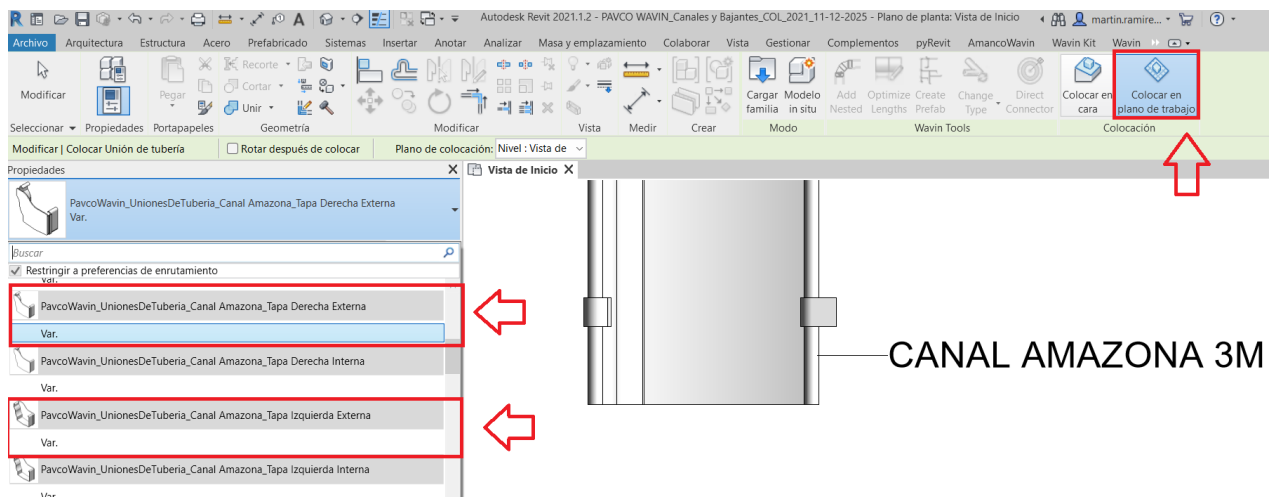 Autodesk Revit 2021.1.2 - PAVCO WAVIN_Canales y Bajantes_COL_2021_11-12-2025 - Plano de planta: Vista de Inicio
martin.ramire...
Archivo Arquitectura Estructura Acero Prefabricado Sistemas Insertar Anotar Analizar Masa y emplazamiento Colaborar Vista Gestionar Complementos pyRevit AmancoWavin Wavin Kit Wavin
Modificar
Pegar
Recorte
Cortar
Unir
Cargar familia
Modelo in situ
Add Nested
Optimize Lengths
Create Prefab
Change Type
Direct Connector
Colocar en cara
Colocar en plano de trabajo
Seleccionar Propiedades Portapapeles Geometría Modificar Vista Medir Crear Modo Wavin Tools Colocación
Modificar | Colocar Unión de tubería Rotar después de colocar Plano de colocación: Nivel : Vista de
Propiedades X Vista de Inicio X
PavcoWavin_UnionesDeTuberia_Canal Amazona_Tapa Derecha Externa
Var.
Buscar
Restringir a preferencias de enrutamiento
Var.
PavcoWavin_UnionesDeTuberia_Canal Amazona_Tapa Derecha Externa
Var.
PavcoWavin_UnionesDeTuberia_Canal Amazona_Tapa Derecha Interna
Var.
PavcoWavin_UnionesDeTuberia_Canal Amazona_Tapa Izquierda Externa
Var.
PavcoWavin_UnionesDeTuberia_Canal Amazona_Tapa Izquierda Interna
Var.
CANAL AMAZONA 3M